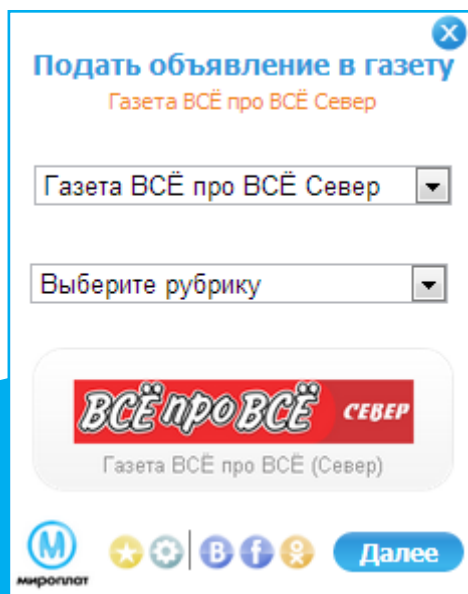 Подать объявление в газету
Газета ВСЁ про ВСЁ Север
Газета ВСЁ про ВСЁ Север
Выберите рубрику
ВСЁ про ВСЁ СЕВЕР
Газета ВСЁ про ВСЁ (Север)
М
В f
Далее
мироплат